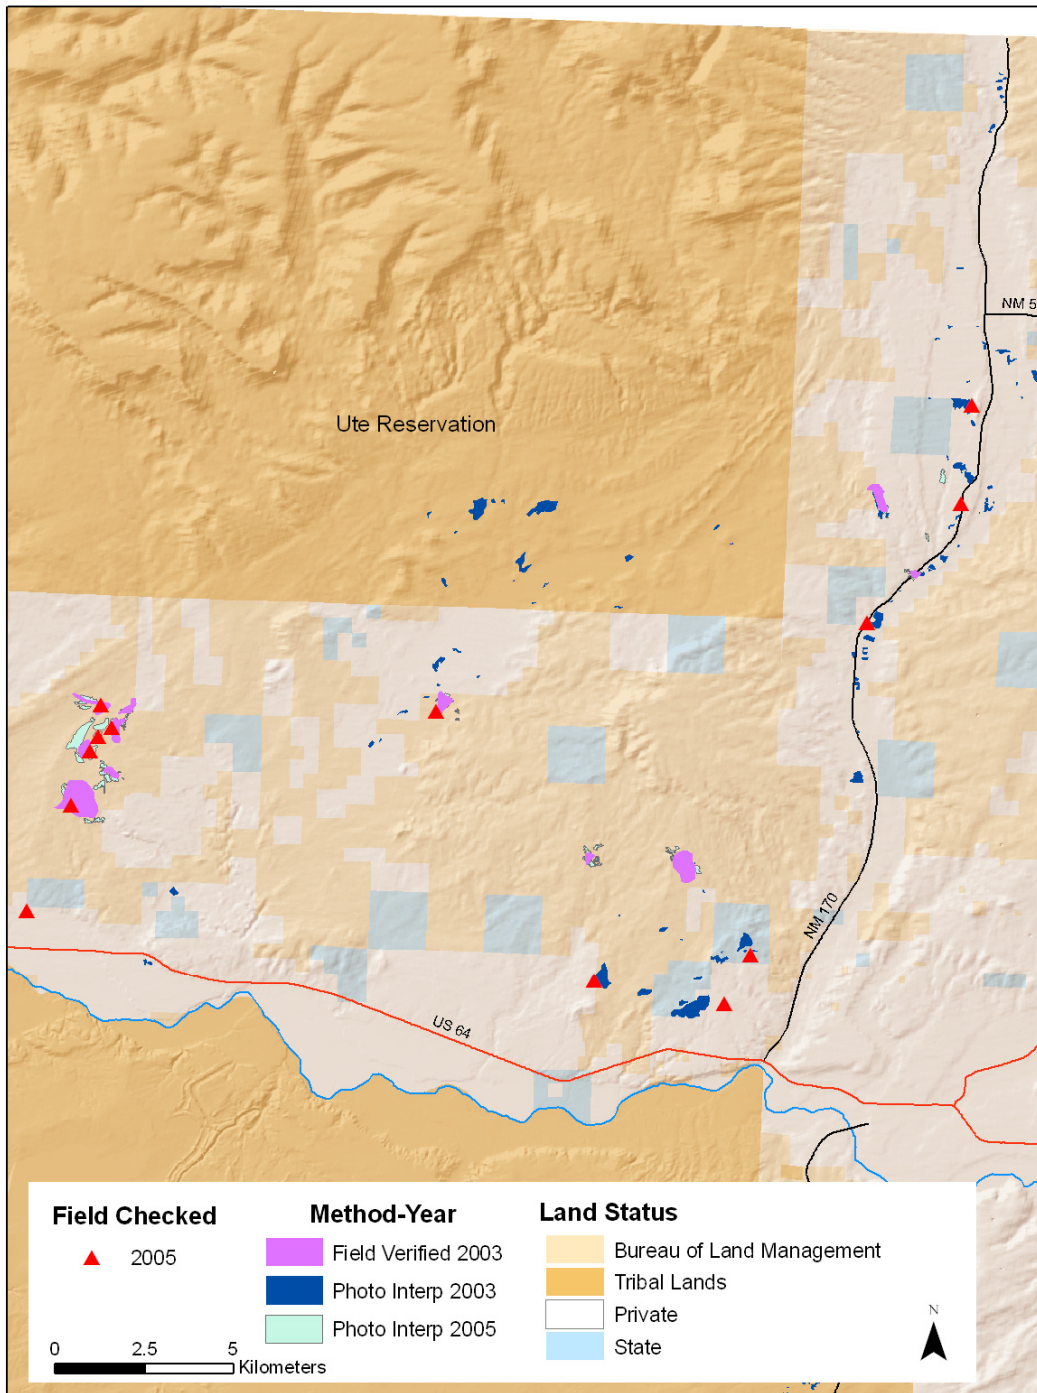 NM 5
Ute Reservation
NM 170
US 64
Field Checked
2005
Method-Year
Field Verified 2003
Photo Interp 2003
Photo Interp 2005
Land Status
Bureau of Land Management
Tribal Lands
Private
State
0 2.5 5
Kilometers
N